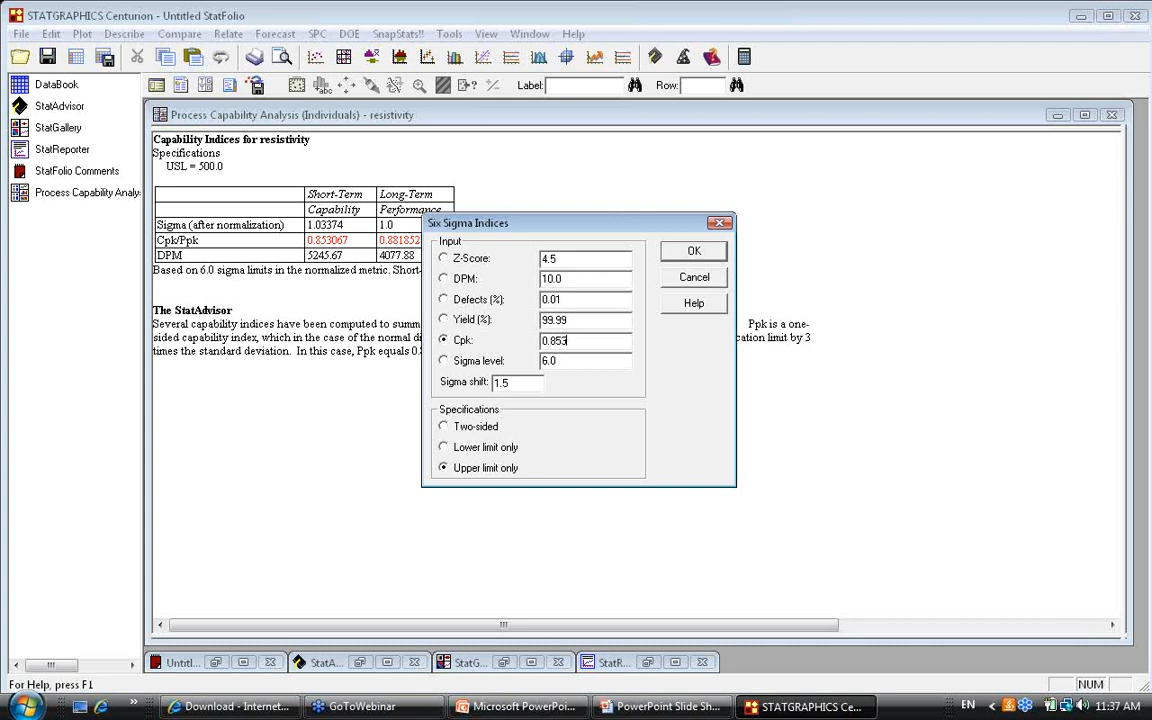 STATGRAPHICS Centurion - Untitled StatFolio
File Edit Plot Describe Compare Relate Forecast SPC DOE SnapStats!! Tools View Window Help
Label: Row:
DataBook
StatAdvisor
StatGallery
StatReporter
StatFolio Comments
Process Capability Analy
Process Capability Analysis (Individuals) - resistivity
Capability Indices for resistivity
Specifications
USL = 500.0
Short-Term Long-Term
Capability Performance
Sigma (after normalization) 1.03374 1.0
Cpk/Ppk 0.853067 0.881852
DPM 5245.67 4077.88
Based on 6.0 sigma limits in the normalized metric. Short-
The StatAdvisor
Several capability indices have been computed to summ Ppk is a one-
sided capability index, which in the case of the normal di cation limit by 3
times the standard deviation. In this case, Ppk equals 0.8
Six Sigma Indices
Input
Z-Score: 4.5
DPM: 10.0
Defects (%): 0.01
Yield (%): 99.99
Cpk: 0.853
Sigma level: 6.0
Sigma shift: 1.5
Specifications
Two-sided
Lower limit only
Upper limit only
OK
Cancel
Help
Untitl... StatA... StatG... StatR...
For Help, press F1
NUM
Download - Internet... GoToWebinar Microsoft PowerPoi... PowerPoint Slide Sh... STATGRAPHICS Ce... EN 11:37 AM